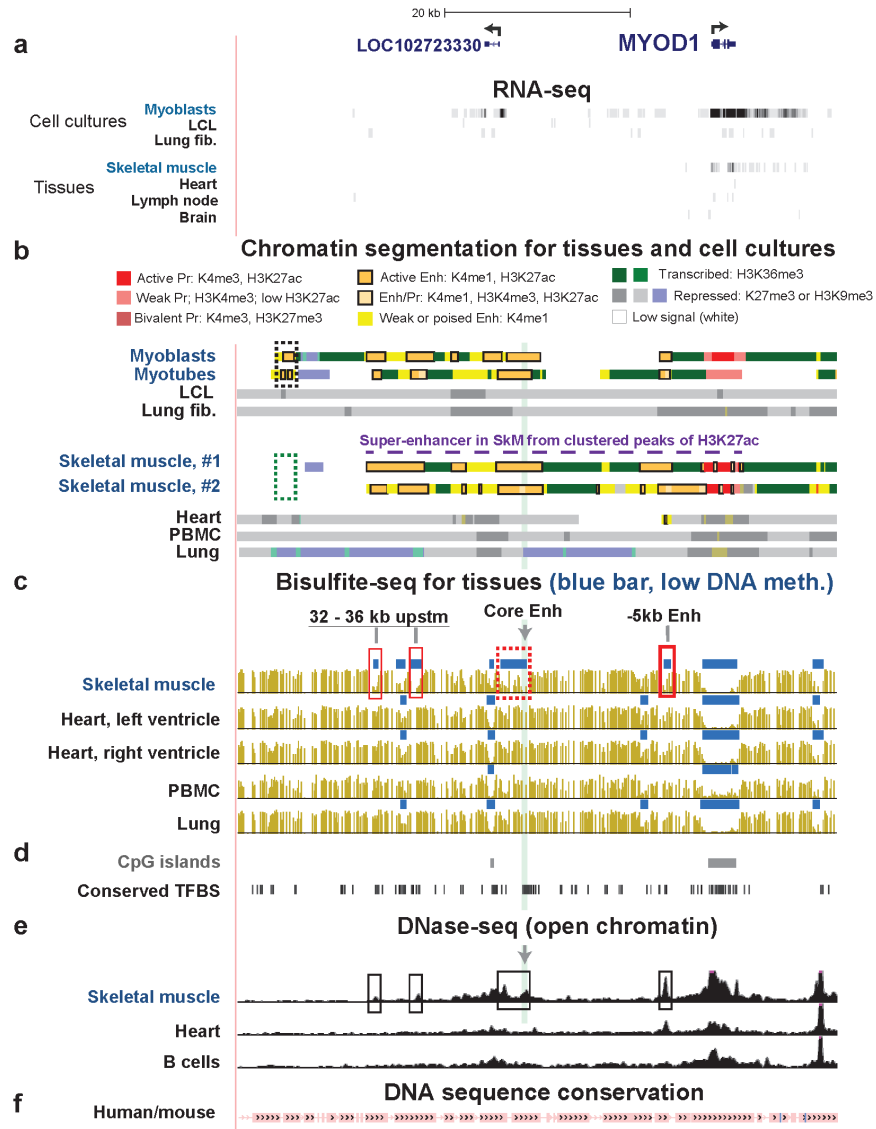 20 kb
a
LOC102723330
MYOD1
RNA-seq
Cell cultures
Myoblasts
LCL
Lung fib.
Tissues
Skeletal muscle
Heart
Lymph node
Brain
b
Chromatin segmentation for tissues and cell cultures
Active Pr: K4me3, H3K27ac
Active Enh: K4me1, H3K27ac
Transcribed: H3K36me3
Weak Pr; H3K4me3; low H3K27ac
Enh/Pr: K4me1, H3K4me3, H3K27ac
Repressed: K27me3 or H3K9me3
Bivalent Pr: K4me3, H3K27me3
Weak or poised Enh: K4me1
Low signal (white)
Myoblasts
Myotubes
LCL
Lung fib.
Super-enhancer in SkM from clustered peaks of H3K27ac
Skeletal muscle, #1
Skeletal muscle, #2
Heart
PBMC
Lung
c
Bisulfite-seq for tissues (blue bar, low DNA meth.)
32 - 36 kb upstm
Core Enh
-5kb Enh
Skeletal muscle
Heart, left ventricle
Heart, right ventricle
PBMC
Lung
d
CpG islands
Conserved TFBS
e
DNase-seq (open chromatin)
Skeletal muscle
Heart
B cells
f
DNA sequence conservation
Human/mouse